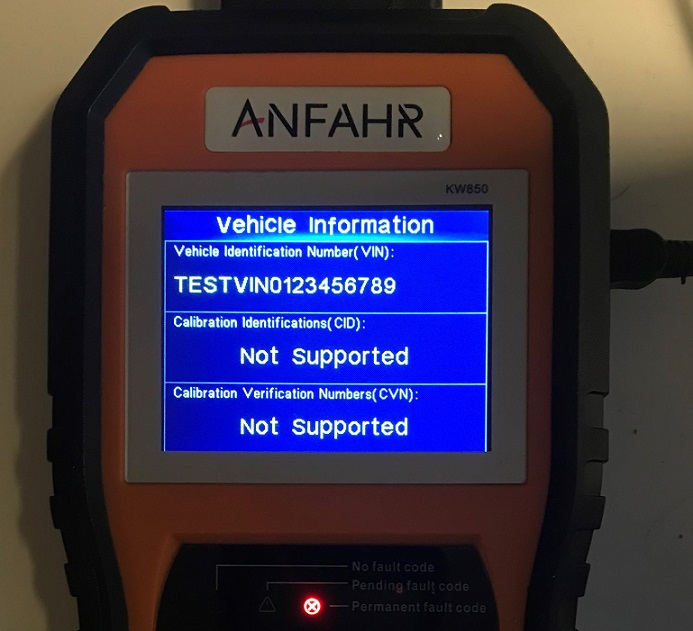 ANFAHR
KW850
Vehicle Information
Vehicle Identification Number(VIN):
TESTVIN0123456789
Calibration Identifications(CID):
Not Supported
Calibration Verification Numbers(CVN):
Not Supported
No fault code
Pending fault code
Permanent fault code